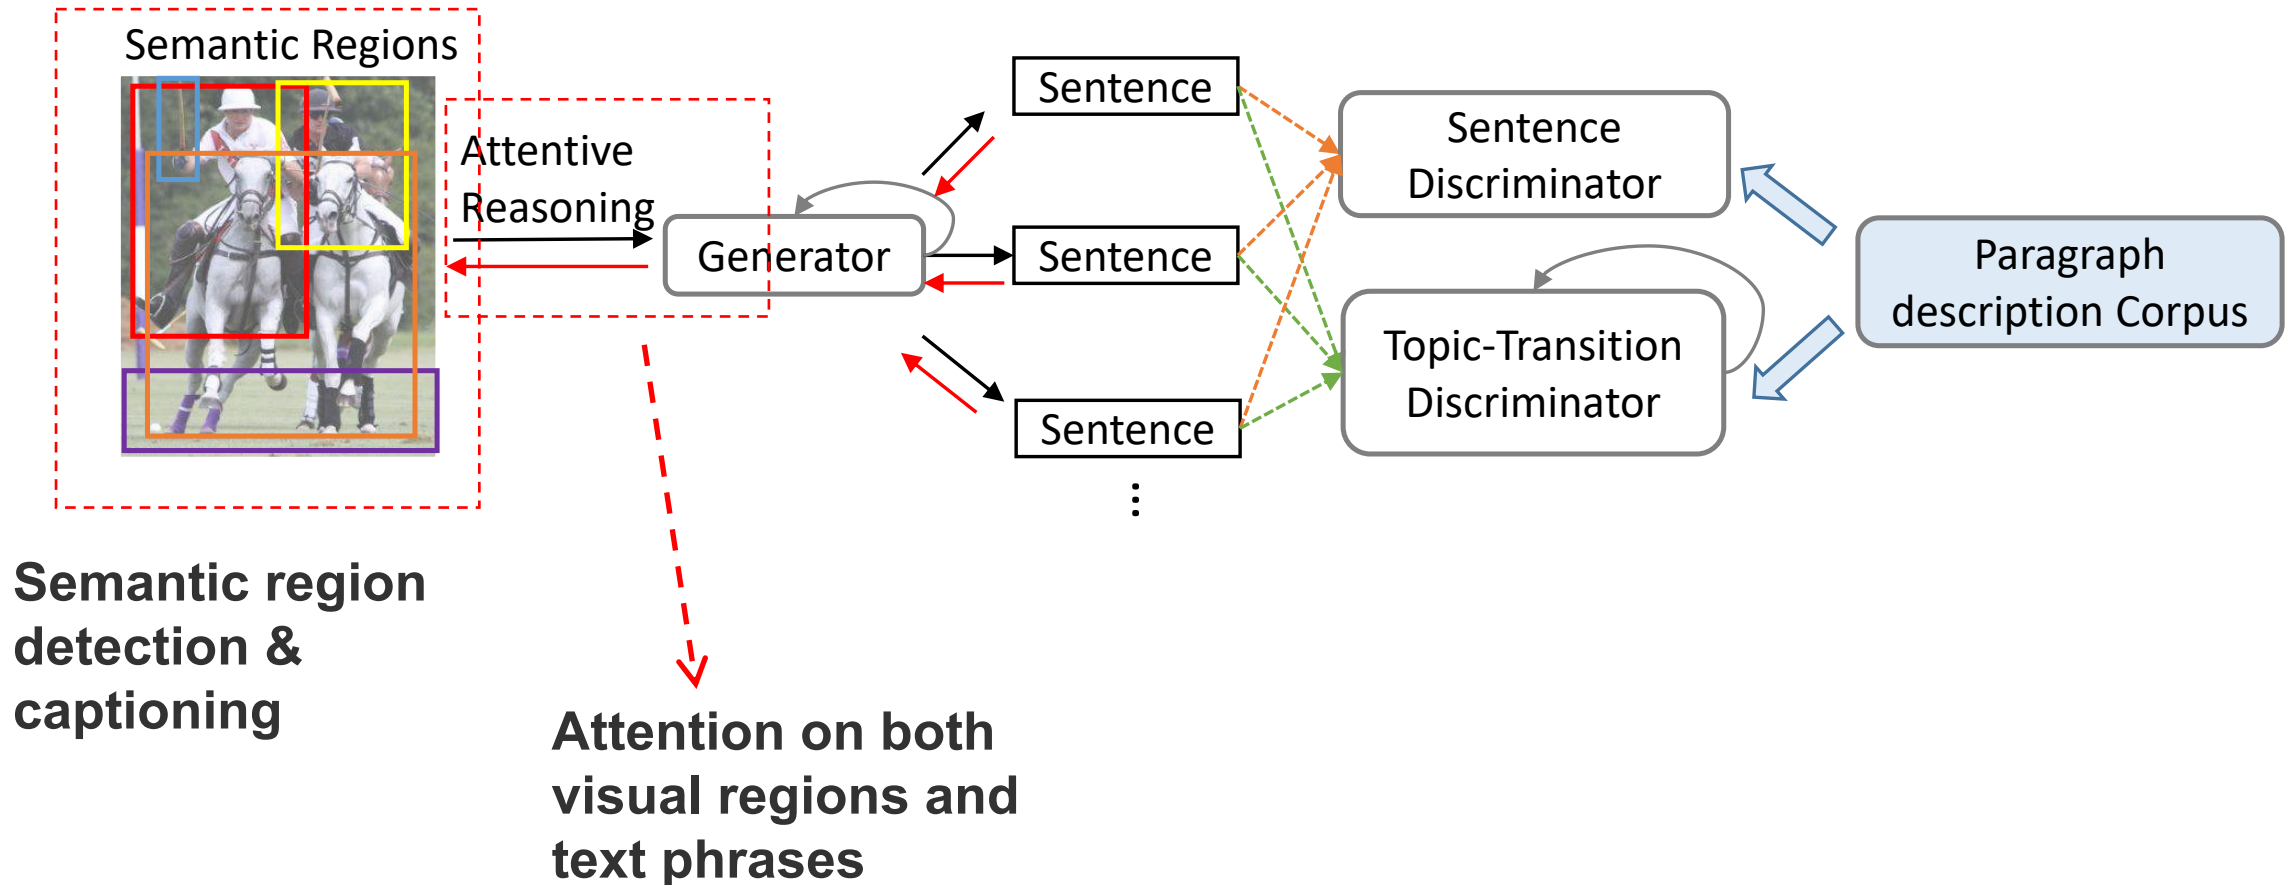 Semantic Regions
Attentive
Reasoning
Generator
Sentence
Sentence
Sentence
...
Sentence
Discriminator
Topic-Transition
Discriminator
Paragraph
description Corpus
Semantic region
detection &
captioning
Attention on both
visual regions and
text phrases